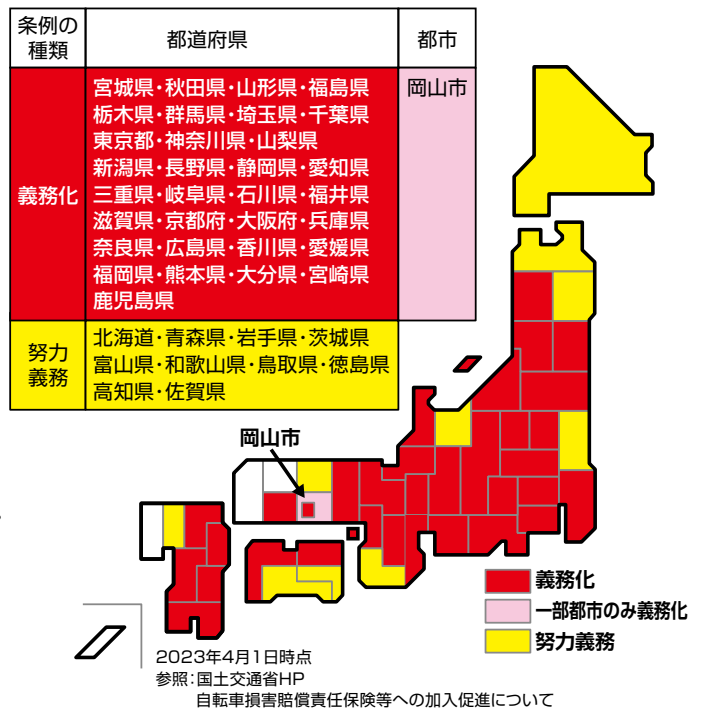 条例の
種類
都道府県
都市
義務化
宮城県・秋田県・山形県・福島県
栃木県・群馬県・埼玉県・千葉県
東京都・神奈川県・山梨県
新潟県・長野県・静岡県・愛知県
三重県・岐阜県・石川県・福井県
滋賀県・京都府・大阪府・兵庫県
奈良県・広島県・香川県・愛媛県
福岡県・熊本県・大分県・宮崎県
鹿児島県
岡山市
努力
義務
北海道・青森県・岩手県・茨城県
富山県・和歌山県・鳥取県・徳島県
高知県・佐賀県
岡山市
義務化
一部都市のみ義務化
努力義務
2023年4月1日時点
参照:国土交通省HP
自転車損害賠償責任保険等への加入促進について